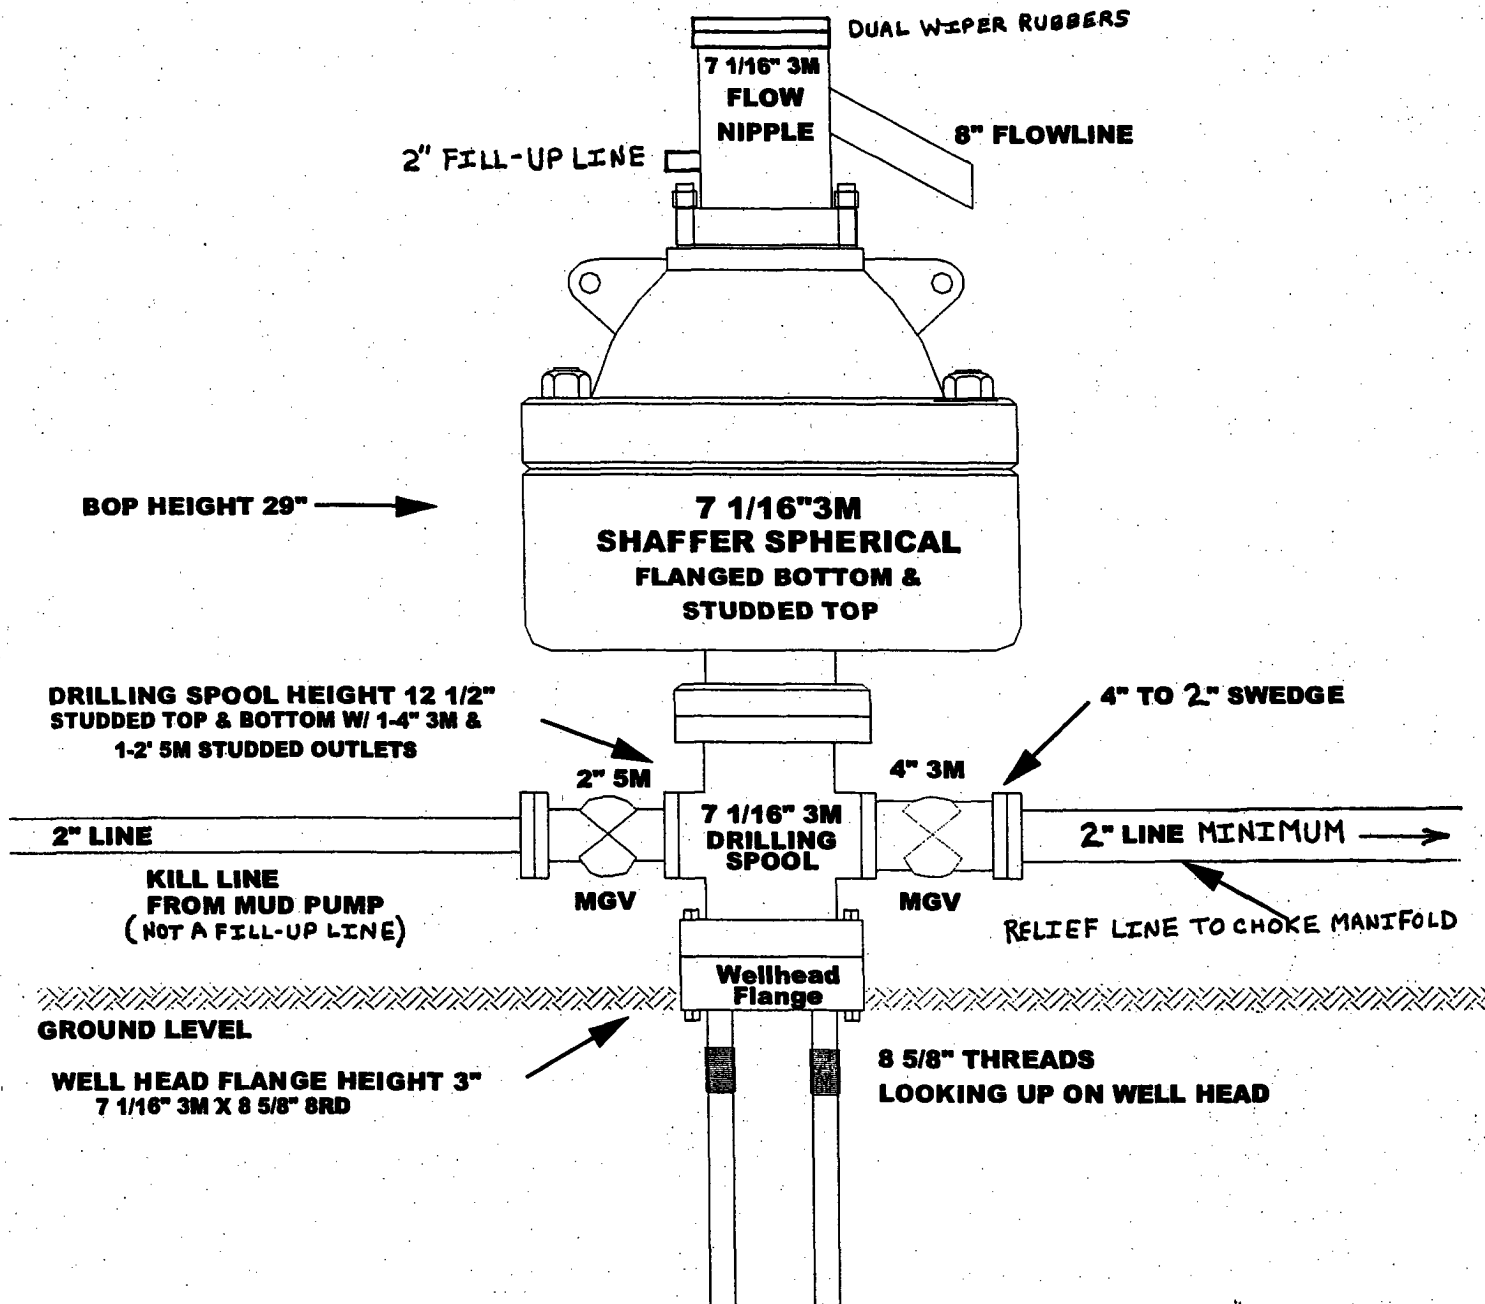 DUAL WIPER RUBBERS
7 1/16" 3M
FLOW
NIPPLE
8" FLOWLINE
2" FILL-UP LINE
BOP HEIGHT 29"
7 1/16"3M
SHAFFER SPHERICAL
FLANGED BOTTOM &
STUDDED TOP
DRILLING SPOOL HEIGHT 12 1/2"
STUDDED TOP & BOTTOM W/ 1-4" 3M &
1-2' 5M STUDDED OUTLETS
4" TO 2" SWEDGE
2" 5M
4" 3M
7 1/16" 3M
DRILLING
SPOOL
2" LINE
2" LINE MINIMUM
KILL LINE
FROM MUD PUMP
(NOT A FILL-UP LINE)
MGV
MGV
RELIEF LINE TO CHOKE MANIFOLD
Wellhead
Flange
GROUND LEVEL
WELL HEAD FLANGE HEIGHT 3"
7 1/16" 3M X 8 5/8" 8RD
8 5/8" THREADS
LOOKING UP ON WELL HEAD